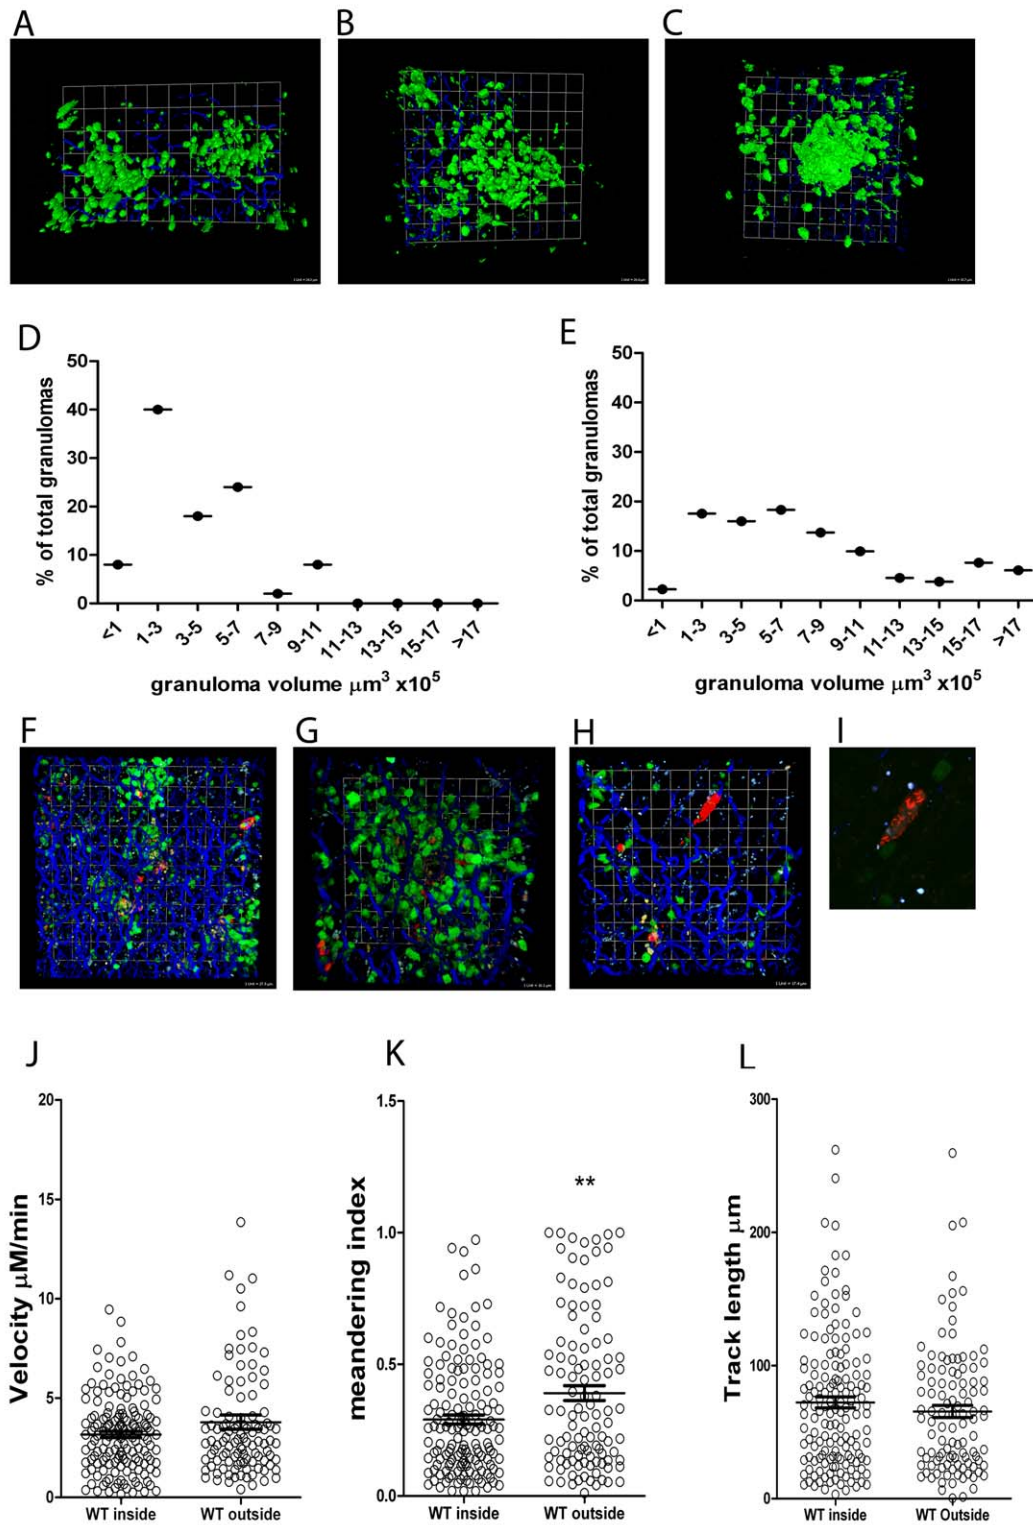 A B C
D E
50 50
40 40
30 30
20 20
10 10
0 0
% of total granulomas % of total granulomas
<1 1-3 3-5 5-7 7-9 9-11 11-13 13-15 15-17 >17
<1 1-3 3-5 5-7 7-9 9-11 11-13 13-15 15-17 >17
granuloma volume μm³ x10⁵ granuloma volume μm³ x10⁵
F G H I
J K L
Velocity μM/min
20
15
10
5
0
WT inside WT outside
meandering index
1.5
1.0
0.5
0.0
**
WT inside WT outside
Track length μm
300
200
100
0
WT inside WT Outside